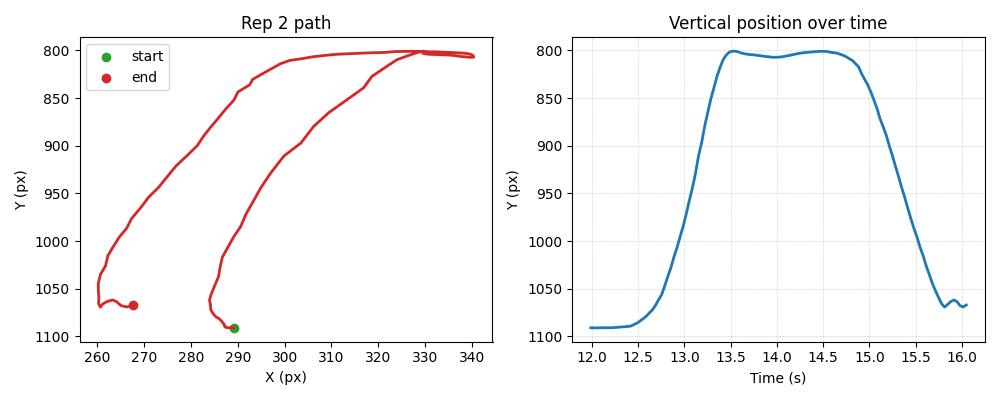 Rep 2 path
start
end
800
850
900
950
1000
1050
1100
Y (px)
260 270 280 290 300 310 320 330 340
X (px)
Vertical position over time
800
850
900
950
1000
1050
1100
Y (px)
12.0 12.5 13.0 13.5 14.0 14.5 15.0 15.5 16.0
Time (s)